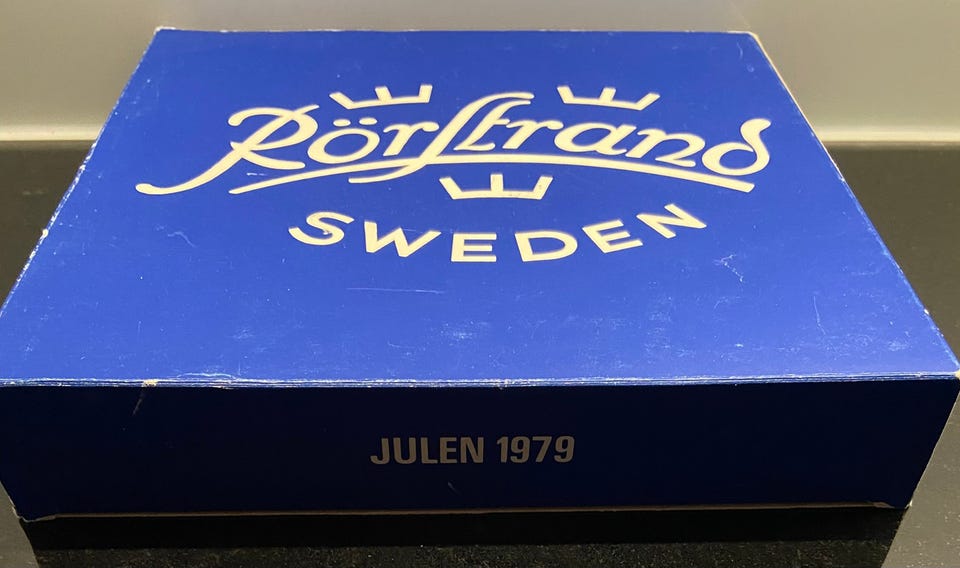 Rörstrand
SWEDEN
JULEN 1979